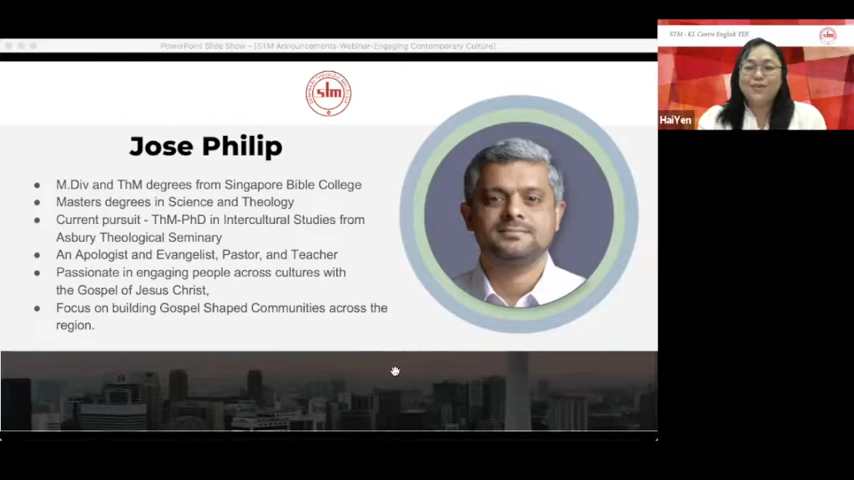 PowerPoint Slide Show - [STM Announcements-Webinar-Engaging Contemporary Culture]
STM - KL Centre English TEE
stm
Jose Philip
HaiYen
● M.Div and ThM degrees from Singapore Bible College
● Masters degrees in Science and Theology
● Current pursuit - ThM-PhD in Intercultural Studies from
Asbury Theological Seminary
● An Apologist and Evangelist, Pastor, and Teacher
● Passionate in engaging people across cultures with
the Gospel of Jesus Christ,
● Focus on building Gospel Shaped Communities across the
region.